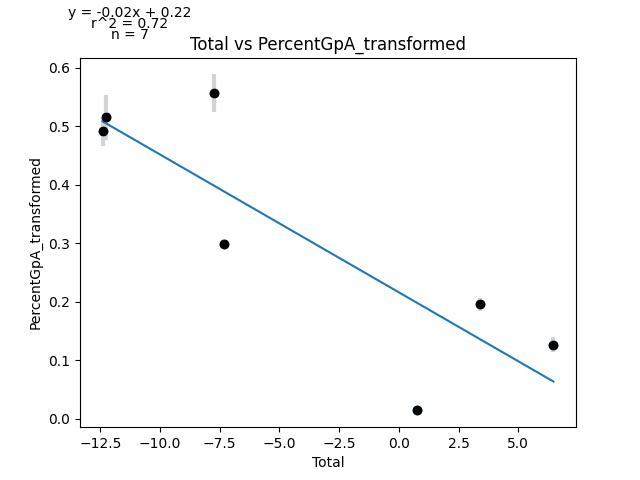 y = -0.02x + 0.22
r^2 = 0.72
n = 7
Total vs PercentGpA_transformed
PercentGpA_transformed
0.6
0.5
0.4
0.3
0.2
0.1
0.0
−12.5 −10.0 −7.5 −5.0 −2.5 0.0 2.5 5.0
Total